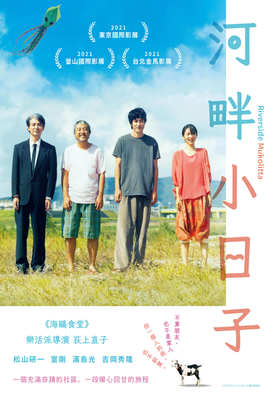 2021
東京國際影展
2021
釜山國際影展
2021
台北金馬影展
河畔小日子
Riverside Mukolitta
《海鷗食堂》
樂活派導演 荻上直子
松山研一 室剛 滿島光 吉岡秀隆
一個充滿奇蹟的社區,一段暖心回甘的旅程